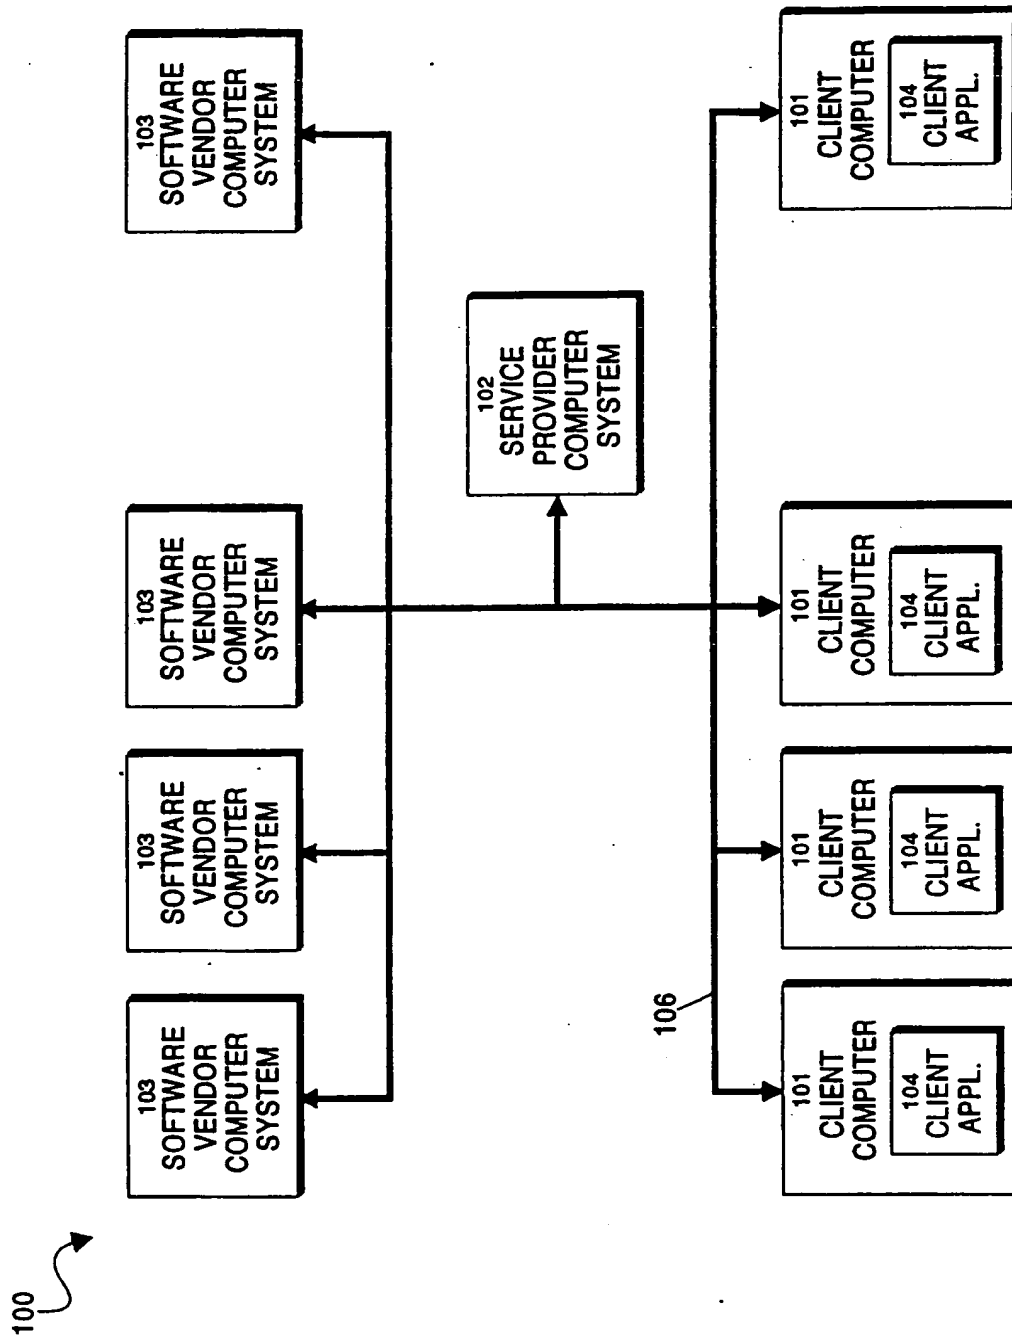 100
103
SOFTWARE
VENDOR
COMPUTER
SYSTEM
103
SOFTWARE
VENDOR
COMPUTER
SYSTEM
103
SOFTWARE
VENDOR
COMPUTER
SYSTEM
103
SOFTWARE
VENDOR
COMPUTER
SYSTEM
102
SERVICE
PROVIDER
COMPUTER
SYSTEM
106
101
CLIENT
COMPUTER
104
CLIENT
APPL.
101
CLIENT
COMPUTER
104
CLIENT
APPL.
101
CLIENT
COMPUTER
104
CLIENT
APPL.
101
CLIENT
COMPUTER
104
CLIENT
APPL.